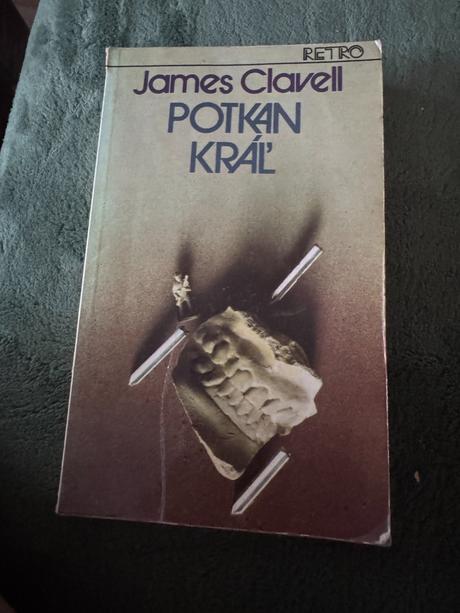 RETRO
James Clavell
POTKAN
KRÁĽ